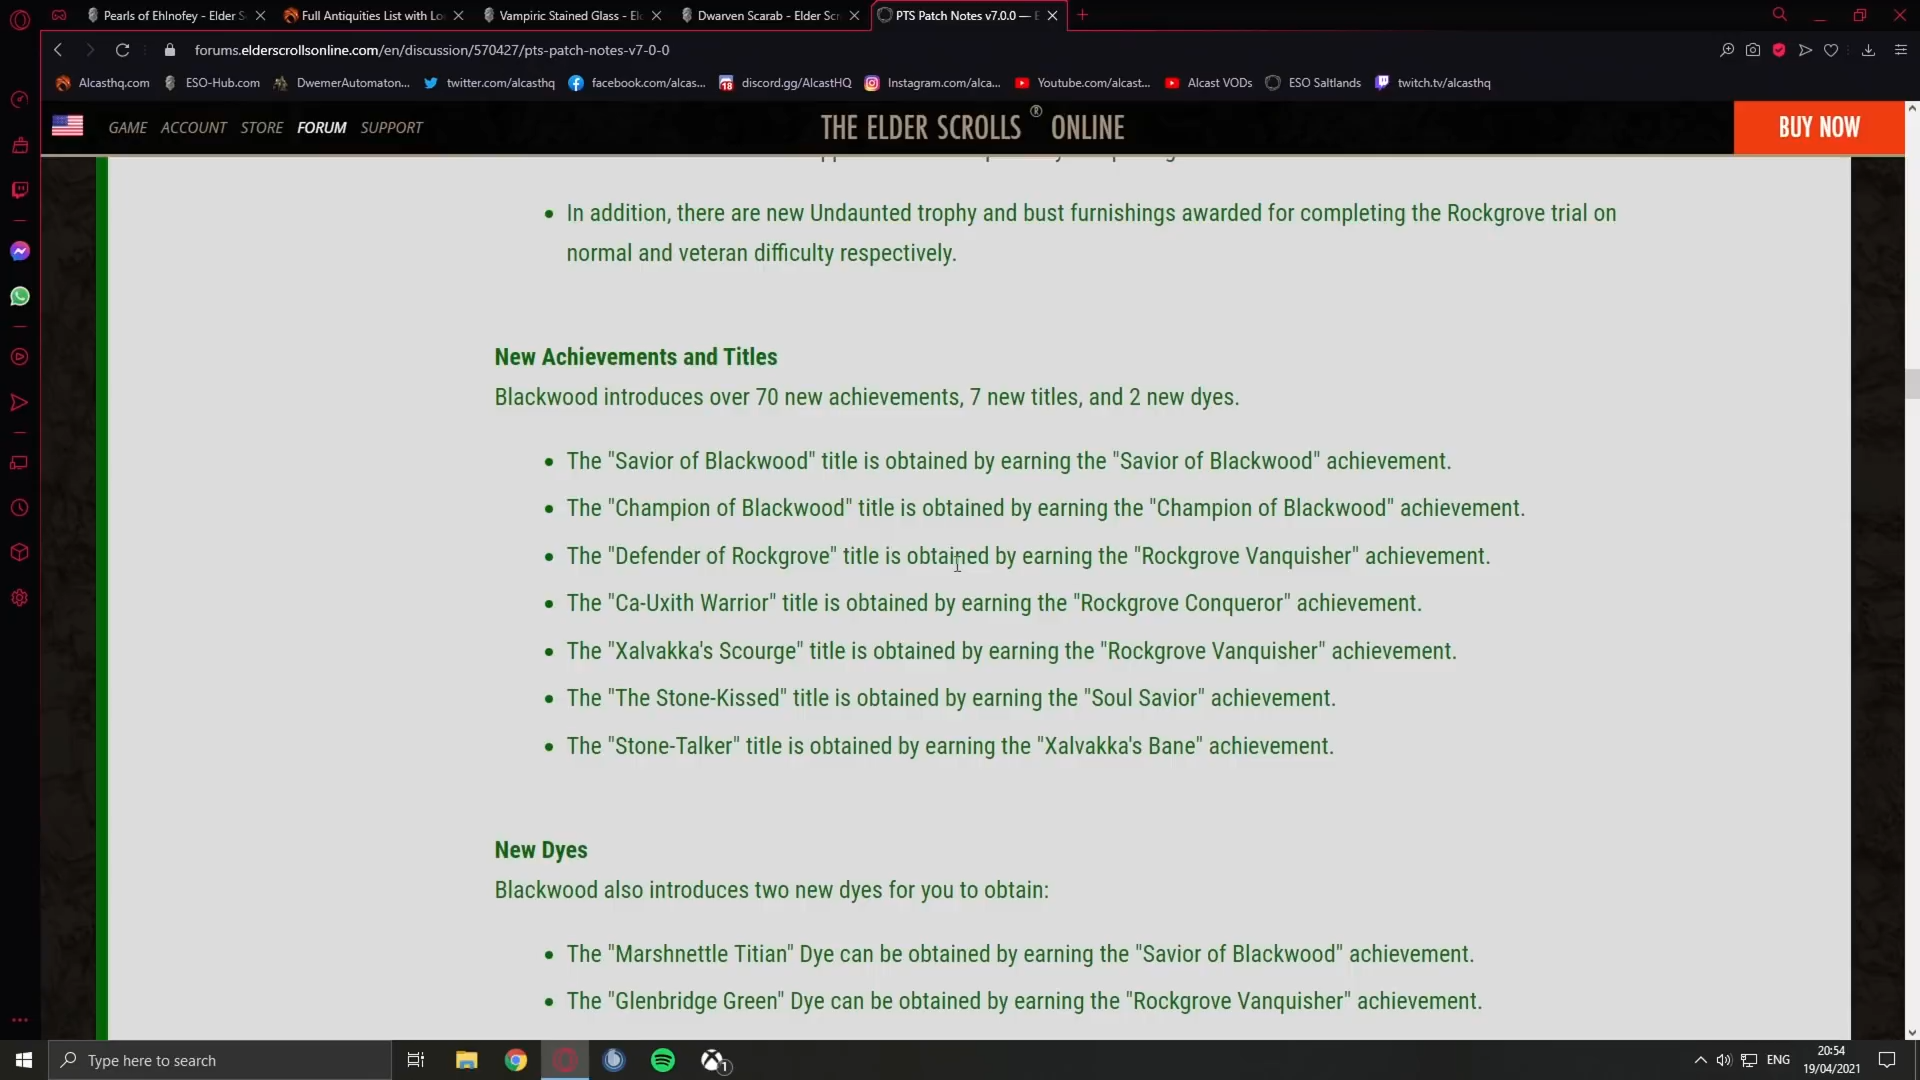 Pearls of Ehlnofey - Elder S
Full Antiquities List with Lo
Vampiric Stained Glass - El
Dwarven Scarab - Elder Scr
PTS Patch Notes v7.0.0 — E
forums.elderscrollsonline.com/en/discussion/570427/pts-patch-notes-v7-0-0
Alcasthq.com
ESO-Hub.com
DwemerAutomaton...
twitter.com/alcasthq
facebook.com/alcas...
18
discord.gg/AlcastHQ
Instagram.com/alca...
Youtube.com/alcast...
Alcast VODs
ESO Saltlands
twitch.tv/alcasthq
GAME ACCOUNT STORE FORUM SUPPORT
THE ELDER SCROLLS ® ONLINE
BUY NOW
• In addition, there are new Undaunted trophy and bust furnishings awarded for completing the Rockgrove trial on
normal and veteran difficulty respectively.
New Achievements and Titles
Blackwood introduces over 70 new achievements, 7 new titles, and 2 new dyes.
• The "Savior of Blackwood" title is obtained by earning the "Savior of Blackwood" achievement.
• The "Champion of Blackwood" title is obtained by earning the "Champion of Blackwood" achievement.
• The "Defender of Rockgrove" title is obtained by earning the "Rockgrove Vanquisher" achievement.
• The "Ca-Uxith Warrior" title is obtained by earning the "Rockgrove Conqueror" achievement.
• The "Xalvakka's Scourge" title is obtained by earning the "Rockgrove Vanquisher" achievement.
• The "The Stone-Kissed" title is obtained by earning the "Soul Savior" achievement.
• The "Stone-Talker" title is obtained by earning the "Xalvakka's Bane" achievement.
New Dyes
Blackwood also introduces two new dyes for you to obtain:
• The "Marshnettle Titian" Dye can be obtained by earning the "Savior of Blackwood" achievement.
• The "Glenbridge Green" Dye can be obtained by earning the "Rockgrove Vanquisher" achievement.
Type here to search
1
ENG
20:54
19/04/2021